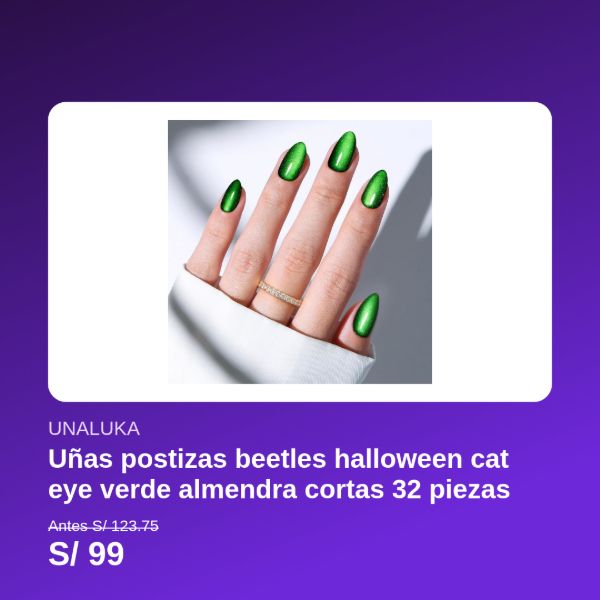 UNALUKA
Uñas postizas beetles halloween cat
eye verde almendra cortas 32 piezas
Antes S/ 123.75
S/ 99